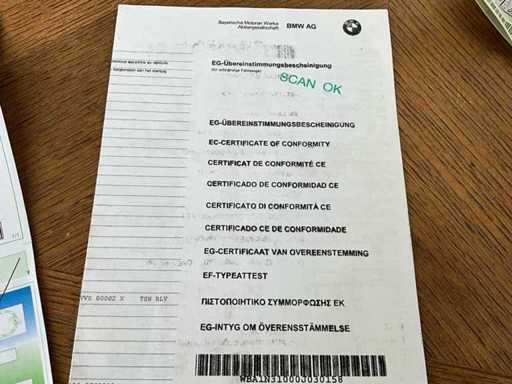 Bayerische Motoren Werke
Aktiengesellschaft
BMW AG
EG-Übereinstimmungsbescheinigung
SCAN OK
EG-ÜBEREINSTIMMUNGSBESCHEINIGUNG
EC-CERTIFICATE OF CONFORMITY
CERTIFICAT DE CONFORMITÉ CE
CERTIFICADO DE CONFORMIDAD CE
CERTIFICATO DI CONFORMITÀ CE
CERTIFICADO CE DE CONFORMIDADE
EG-CERTIFICAAT VAN OVEREENSTEMMING
EF-TYPEATTEST
ΠΙΣΤΟΠΟΙΗΤΙΚΟ ΣΥΜΜΟΡΦΩΣΗΣ ΕΚ
EG-INTYG OM ÖVERENSSTÄMMELSE